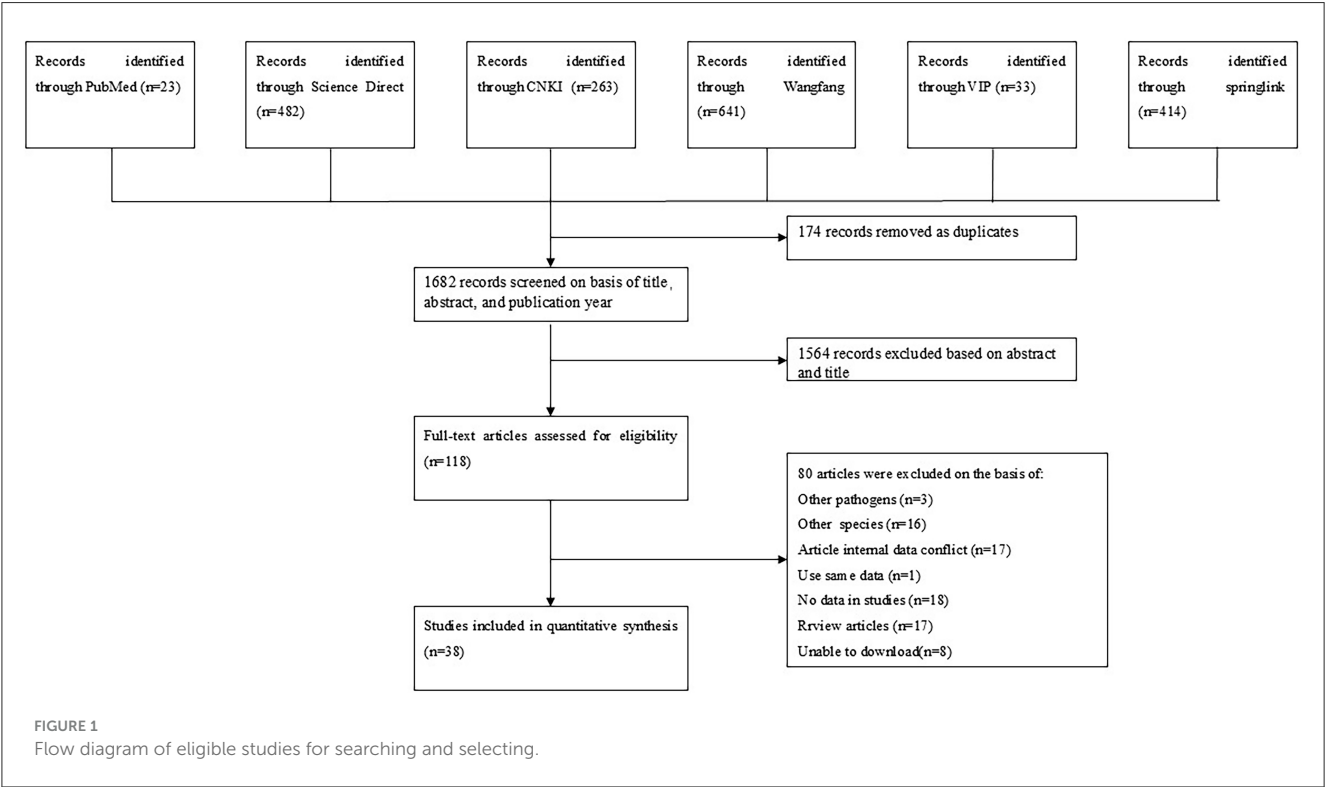 Records identified
through PubMed (n=23)
Records identified
through Science Direct
(n=482)
Records identified
through CNKI (n=263)
Records identified
through Wangfang
(n=641)
Records identified
through VIP (n=33)
Records identified
through springlink
(n=414)
174 records removed as duplicates
1682 records screened on basis of title,
abstract, and publication year
1564 records excluded based on abstract
and title
Full-text articles assessed for eligibility
(n=118)
80 articles were excluded on the basis of:
Other pathogens (n=3)
Other species (n=16)
Article internal data conflict (n=17)
Use same data (n=1)
No data in studies (n=18)
Rrview articles (n=17)
Unable to download(n=8)
Studies included in quantitative synthesis
(n=38)
FIGURE 1
Flow diagram of eligible studies for searching and selecting.